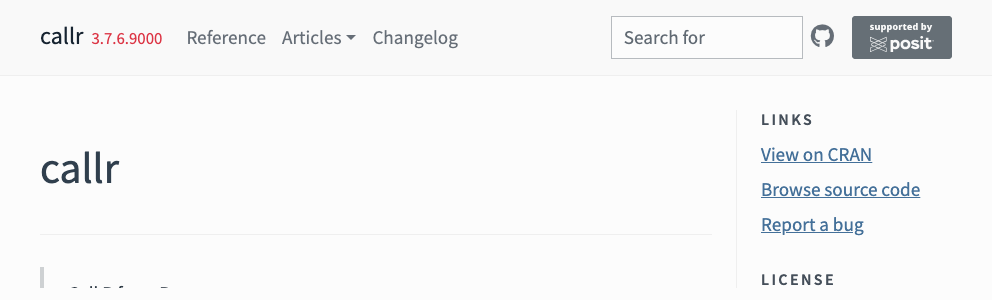 callr 3.7.6.9000 Reference Articles Changelog Search for supported by posit
callr
LINKS
View on CRAN
Browse source code
Report a bug
LICENSE